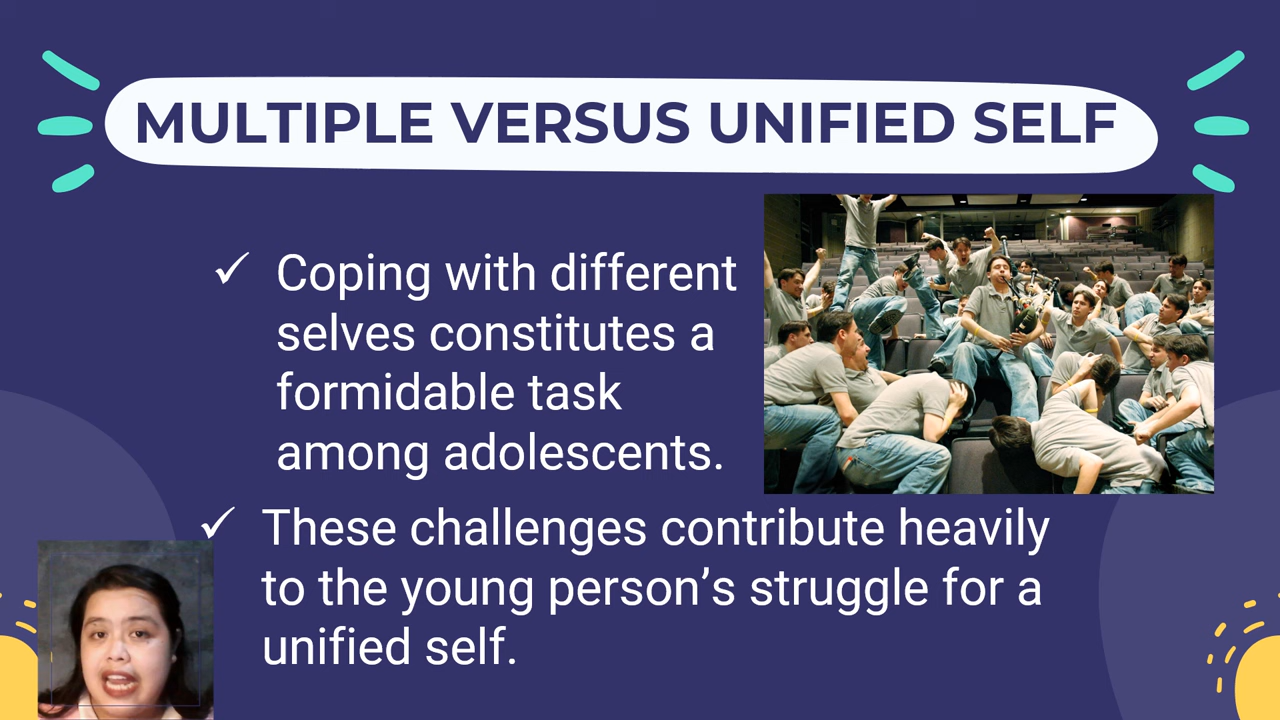 MULTIPLE VERSUS UNIFIED SELF
✓ Coping with different
selves constitutes a
formidable task
among adolescents.
✓ These challenges contribute heavily
to the young person’s struggle for a
unified self.